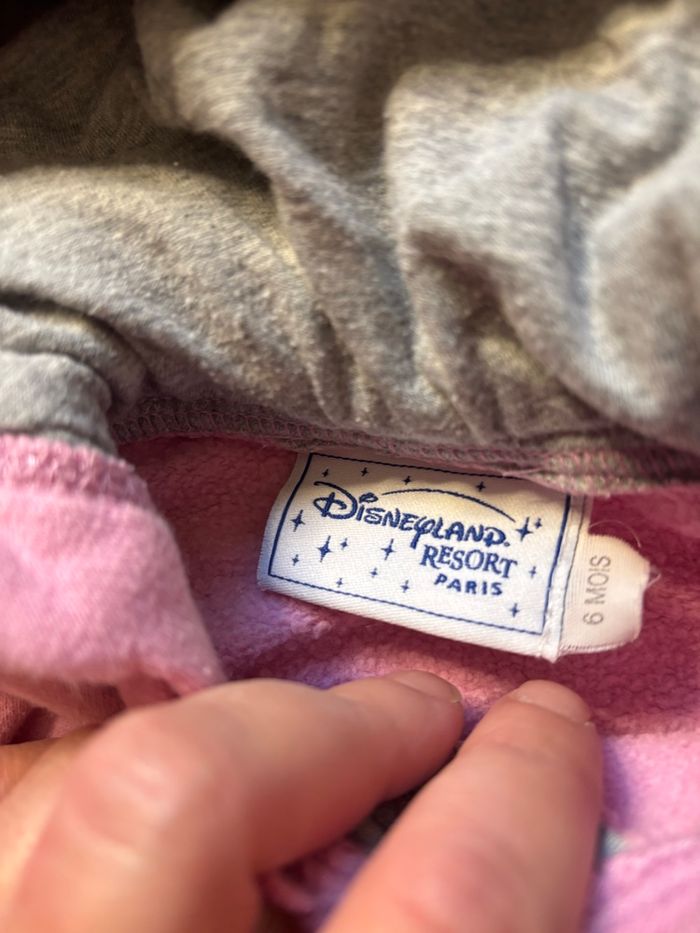 Disneyland.
RESORT
PARIS
6 MOIS